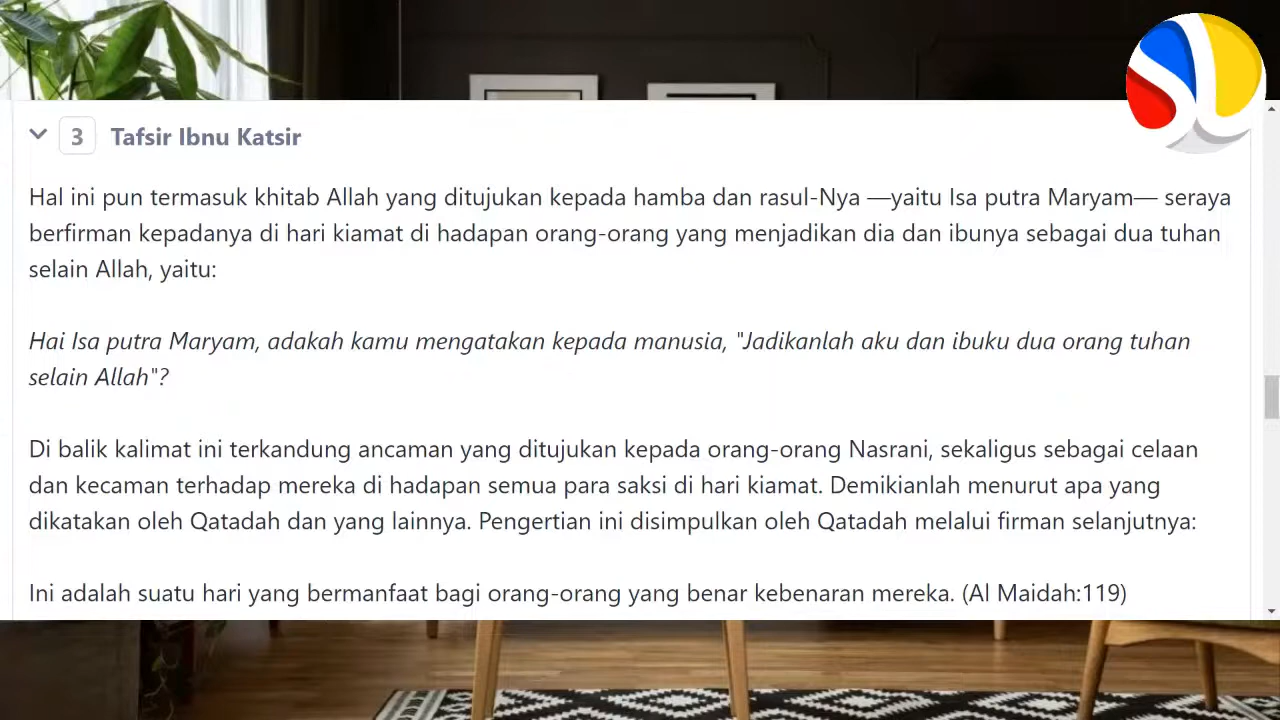 3 Tafsir Ibnu Katsir
Hal ini pun termasuk khitab Allah yang ditujukan kepada hamba dan rasul-Nya —yaitu Isa putra Maryam— seraya
berfirman kepadanya di hari kiamat di hadapan orang-orang yang menjadikan dia dan ibunya sebagai dua tuhan
selain Allah, yaitu:
Hai Isa putra Maryam, adakah kamu mengatakan kepada manusia, "Jadikanlah aku dan ibuku dua orang tuhan
selain Allah"?
Di balik kalimat ini terkandung ancaman yang ditujukan kepada orang-orang Nasrani, sekaligus sebagai celaan
dan kecaman terhadap mereka di hadapan semua para saksi di hari kiamat. Demikianlah menurut apa yang
dikatakan oleh Qatadah dan yang lainnya. Pengertian ini disimpulkan oleh Qatadah melalui firman selanjutnya:
Ini adalah suatu hari yang bermanfaat bagi orang-orang yang benar kebenaran mereka. (Al Maidah:119)